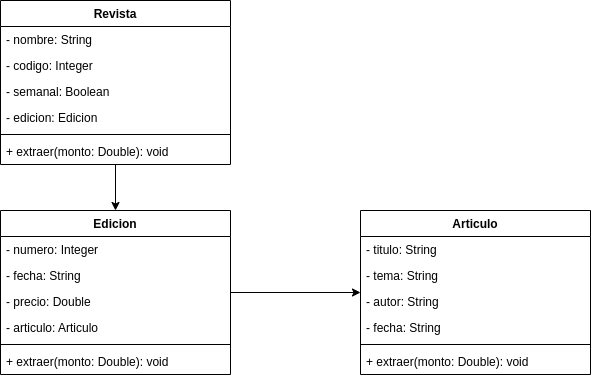 Revista
- nombre: String
- codigo: Integer
- semanal: Boolean
- edicion: Edicion
+ extraer(monto: Double): void
Edicion
- numero: Integer
- fecha: String
- precio: Double
- articulo: Articulo
+ extraer(monto: Double): void
Articulo
- titulo: String
- tema: String
- autor: String
- fecha: String
+ extraer(monto: Double): void